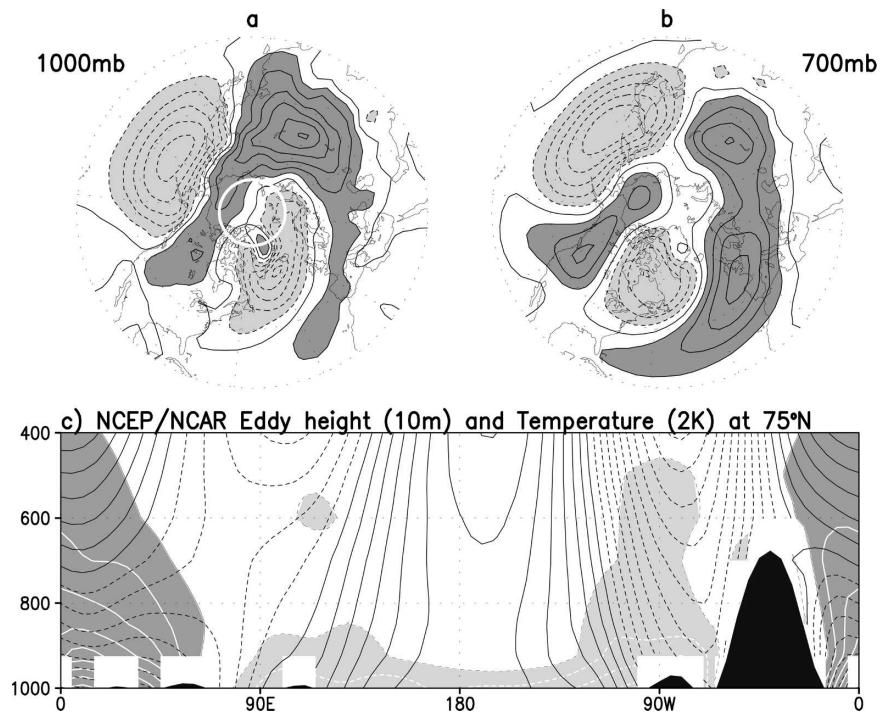 a
b
1000mb
700mb
c) NCEP/NCAR Eddy height (10m) and Temperature (2K) at 75°N
400
600
800
1000
0
90E
180
90W
0